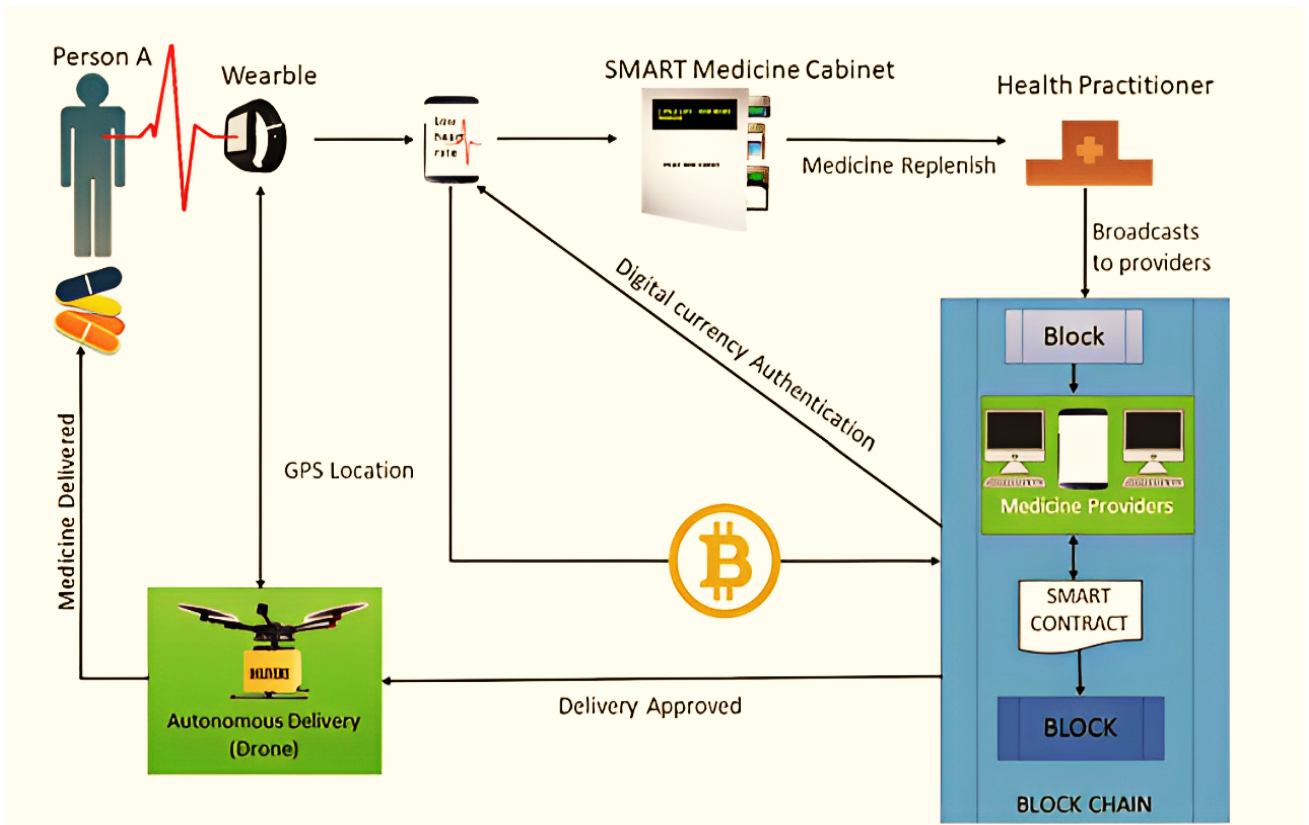 Person A
Wearble
SMART Medicine Cabinet
Health Practitioner
rate
Medicine Replenish
Broadcasts
to providers
Block
Digital currency Authentication
Medicine Providers
GPS Location
Medicine Delivered
SMART
CONTRACT
Delivery Approved
Autonomous Delivery
(Drone)
BLOCK
BLOCK CHAIN